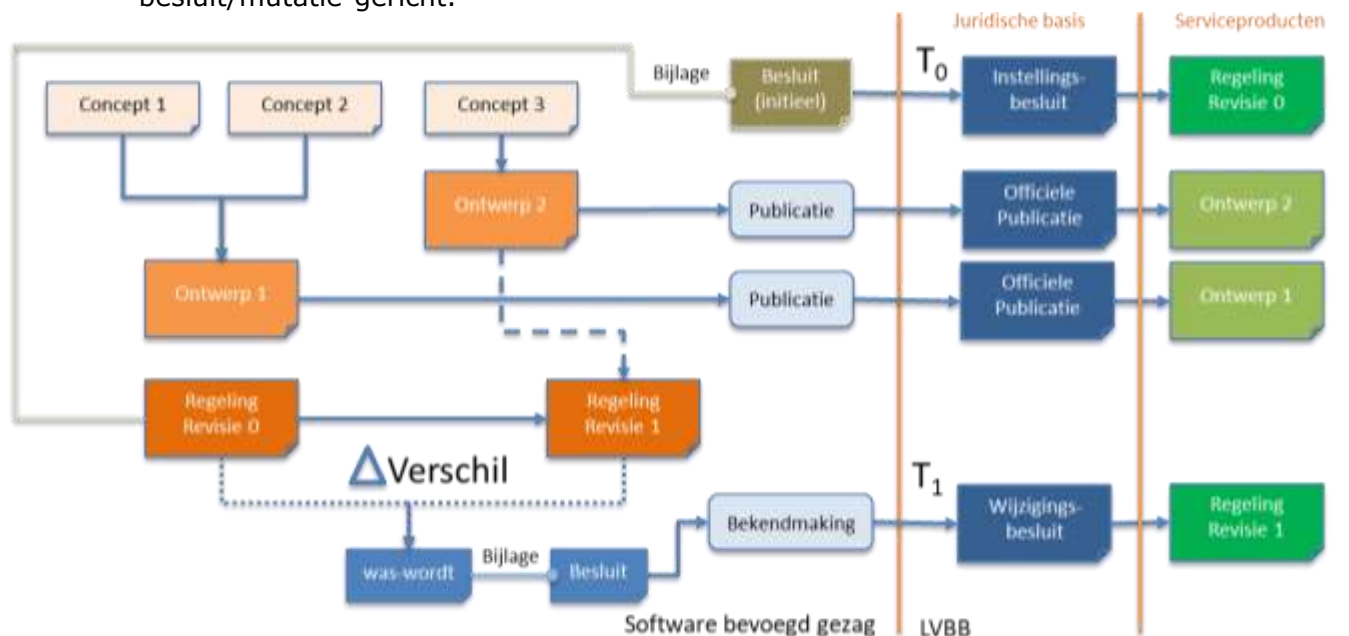 besluit/mutatie gericht.
Juridische basis
Serviceproducten
Concept 1
Concept 2
Concept 3
Bijlage
Besluit
(initieel)
T0
Instellings-
besluit
Regeling
Revisie 0
Ontwerp 2
Publicatie
Officiele
Publicatie
Ontwerp 2
Ontwerp 1
Publicatie
Officiele
Publicatie
Ontwerp 1
Regeling
Revisie 0
Regeling
Revisie 1
Verschil
T1
Bekendmaking
Wijzigings-
besluit
Regeling
Revisie 1
was-wordt
Bijlage
Besluit
Software bevoegd gezag
LVBB